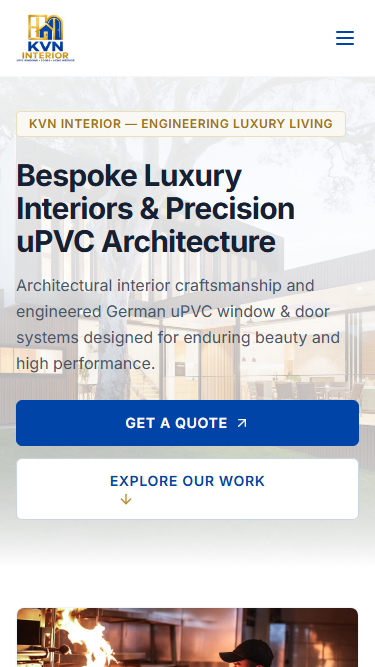 KVN
INTERIOR
KVN INTERIOR — ENGINEERING LUXURY LIVING
Bespoke Luxury
Interiors & Precision
uPVC Architecture
Architectural interior craftsmanship and
engineered German uPVC window & door
systems designed for enduring beauty and
high performance.
GET A QUOTE
EXPLORE OUR WORK